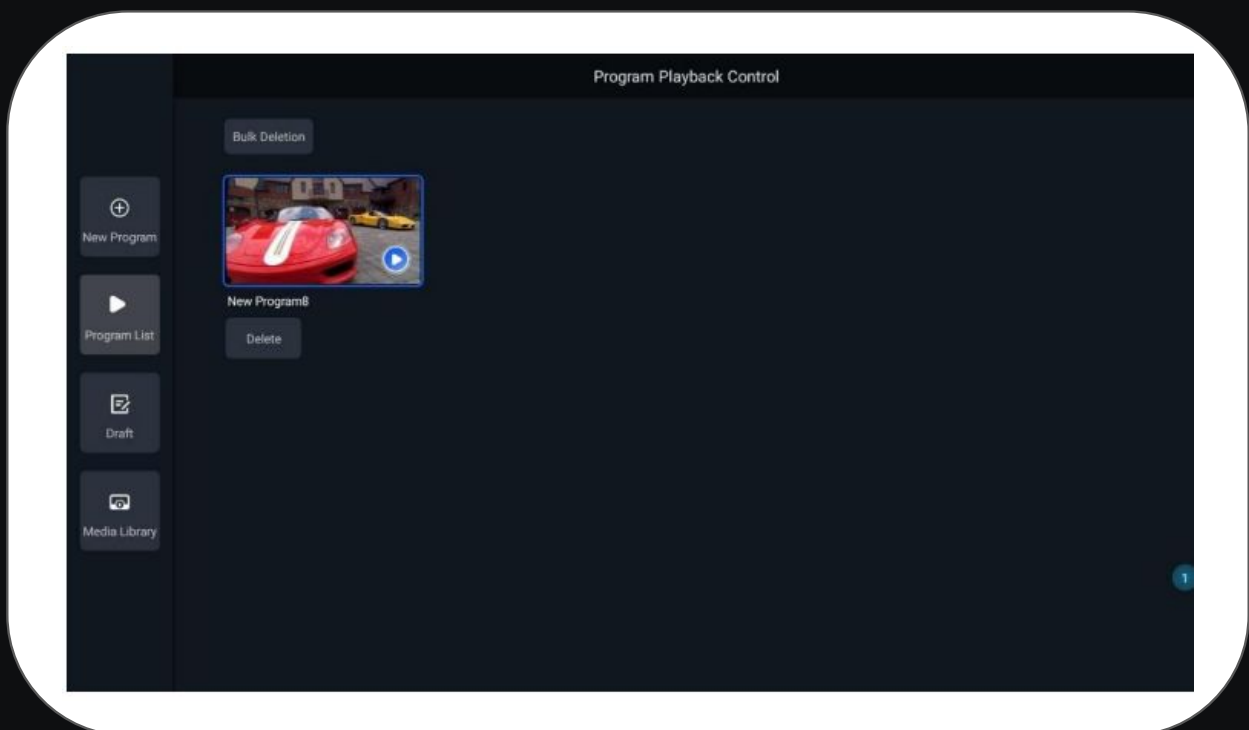 Program Playback Control
Bulk Deletion
New Program
Program List
Draft
Media Library
New Program8
Delete
1